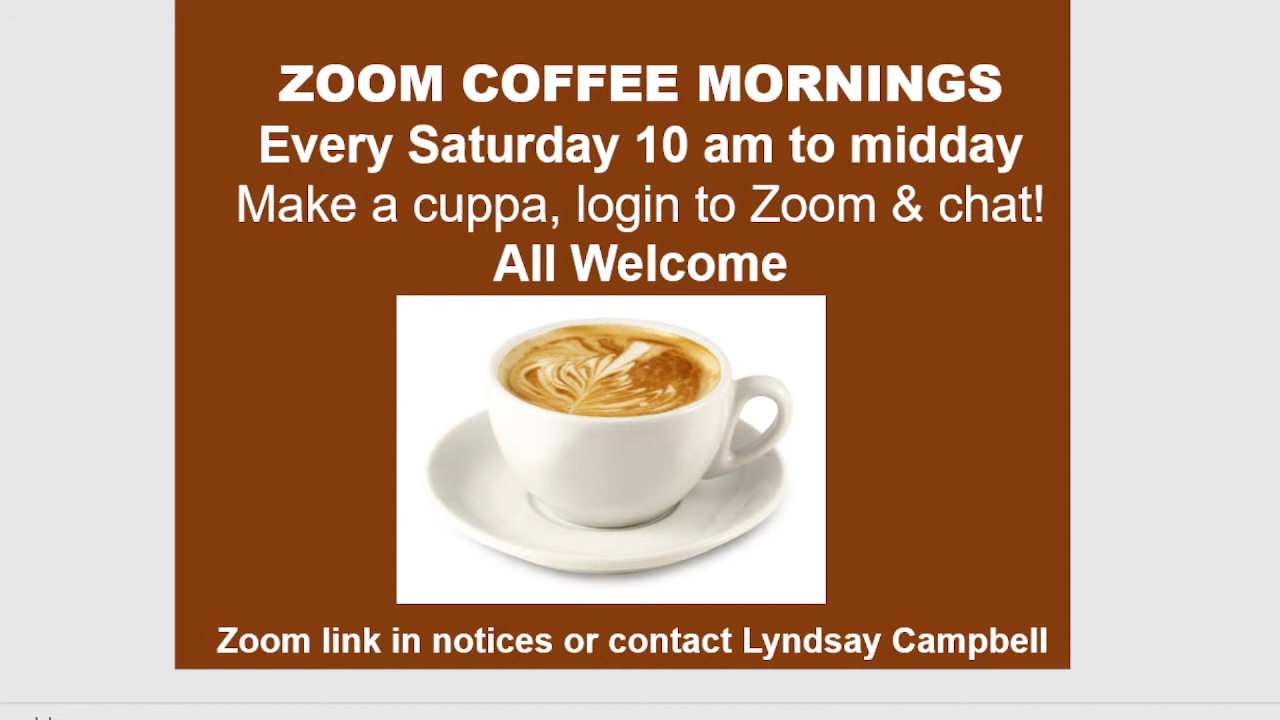 ZOOM COFFEE MORNINGS
Every Saturday 10 am to midday
Make a cuppa, login to Zoom & chat!
All Welcome
Zoom link in notices or contact Lyndsay Campbell